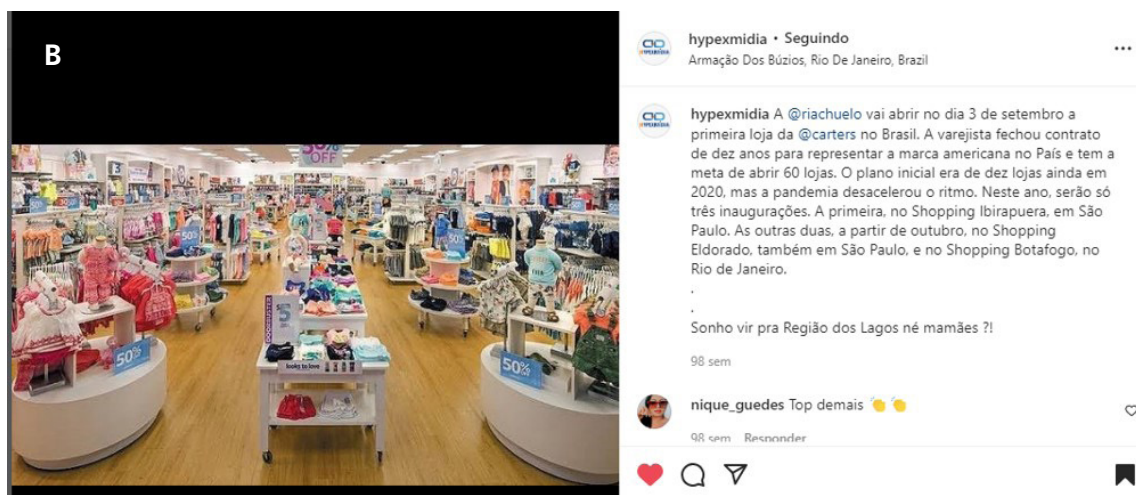 B
50%
OFF
50%
50%
50%
looks to love
hypexmidia • Seguindo
Armação Dos Búzios, Rio De Janeiro, Brazil
hypexmidia A @riachuelo vai abrir no dia 3 de setembro a
primeira loja da @carters no Brasil. A varejista fechou contrato
de dez anos para representar a marca americana no País e tem a
meta de abrir 60 lojas. O plano inicial era de dez lojas ainda em
2020, mas a pandemia desacelerou o ritmo. Neste ano, serão só
três inaugurações. A primeira, no Shopping Ibirapuera, em São
Paulo. As outras duas, a partir de outubro, no Shopping
Eldorado, também em São Paulo, e no Shopping Botafogo, no
Rio de Janeiro.
.
.
Sonho vir pra Região dos Lagos né mamães ?!
98 sem
nique_guedes Top demais 👏 👏
98 sem Responder